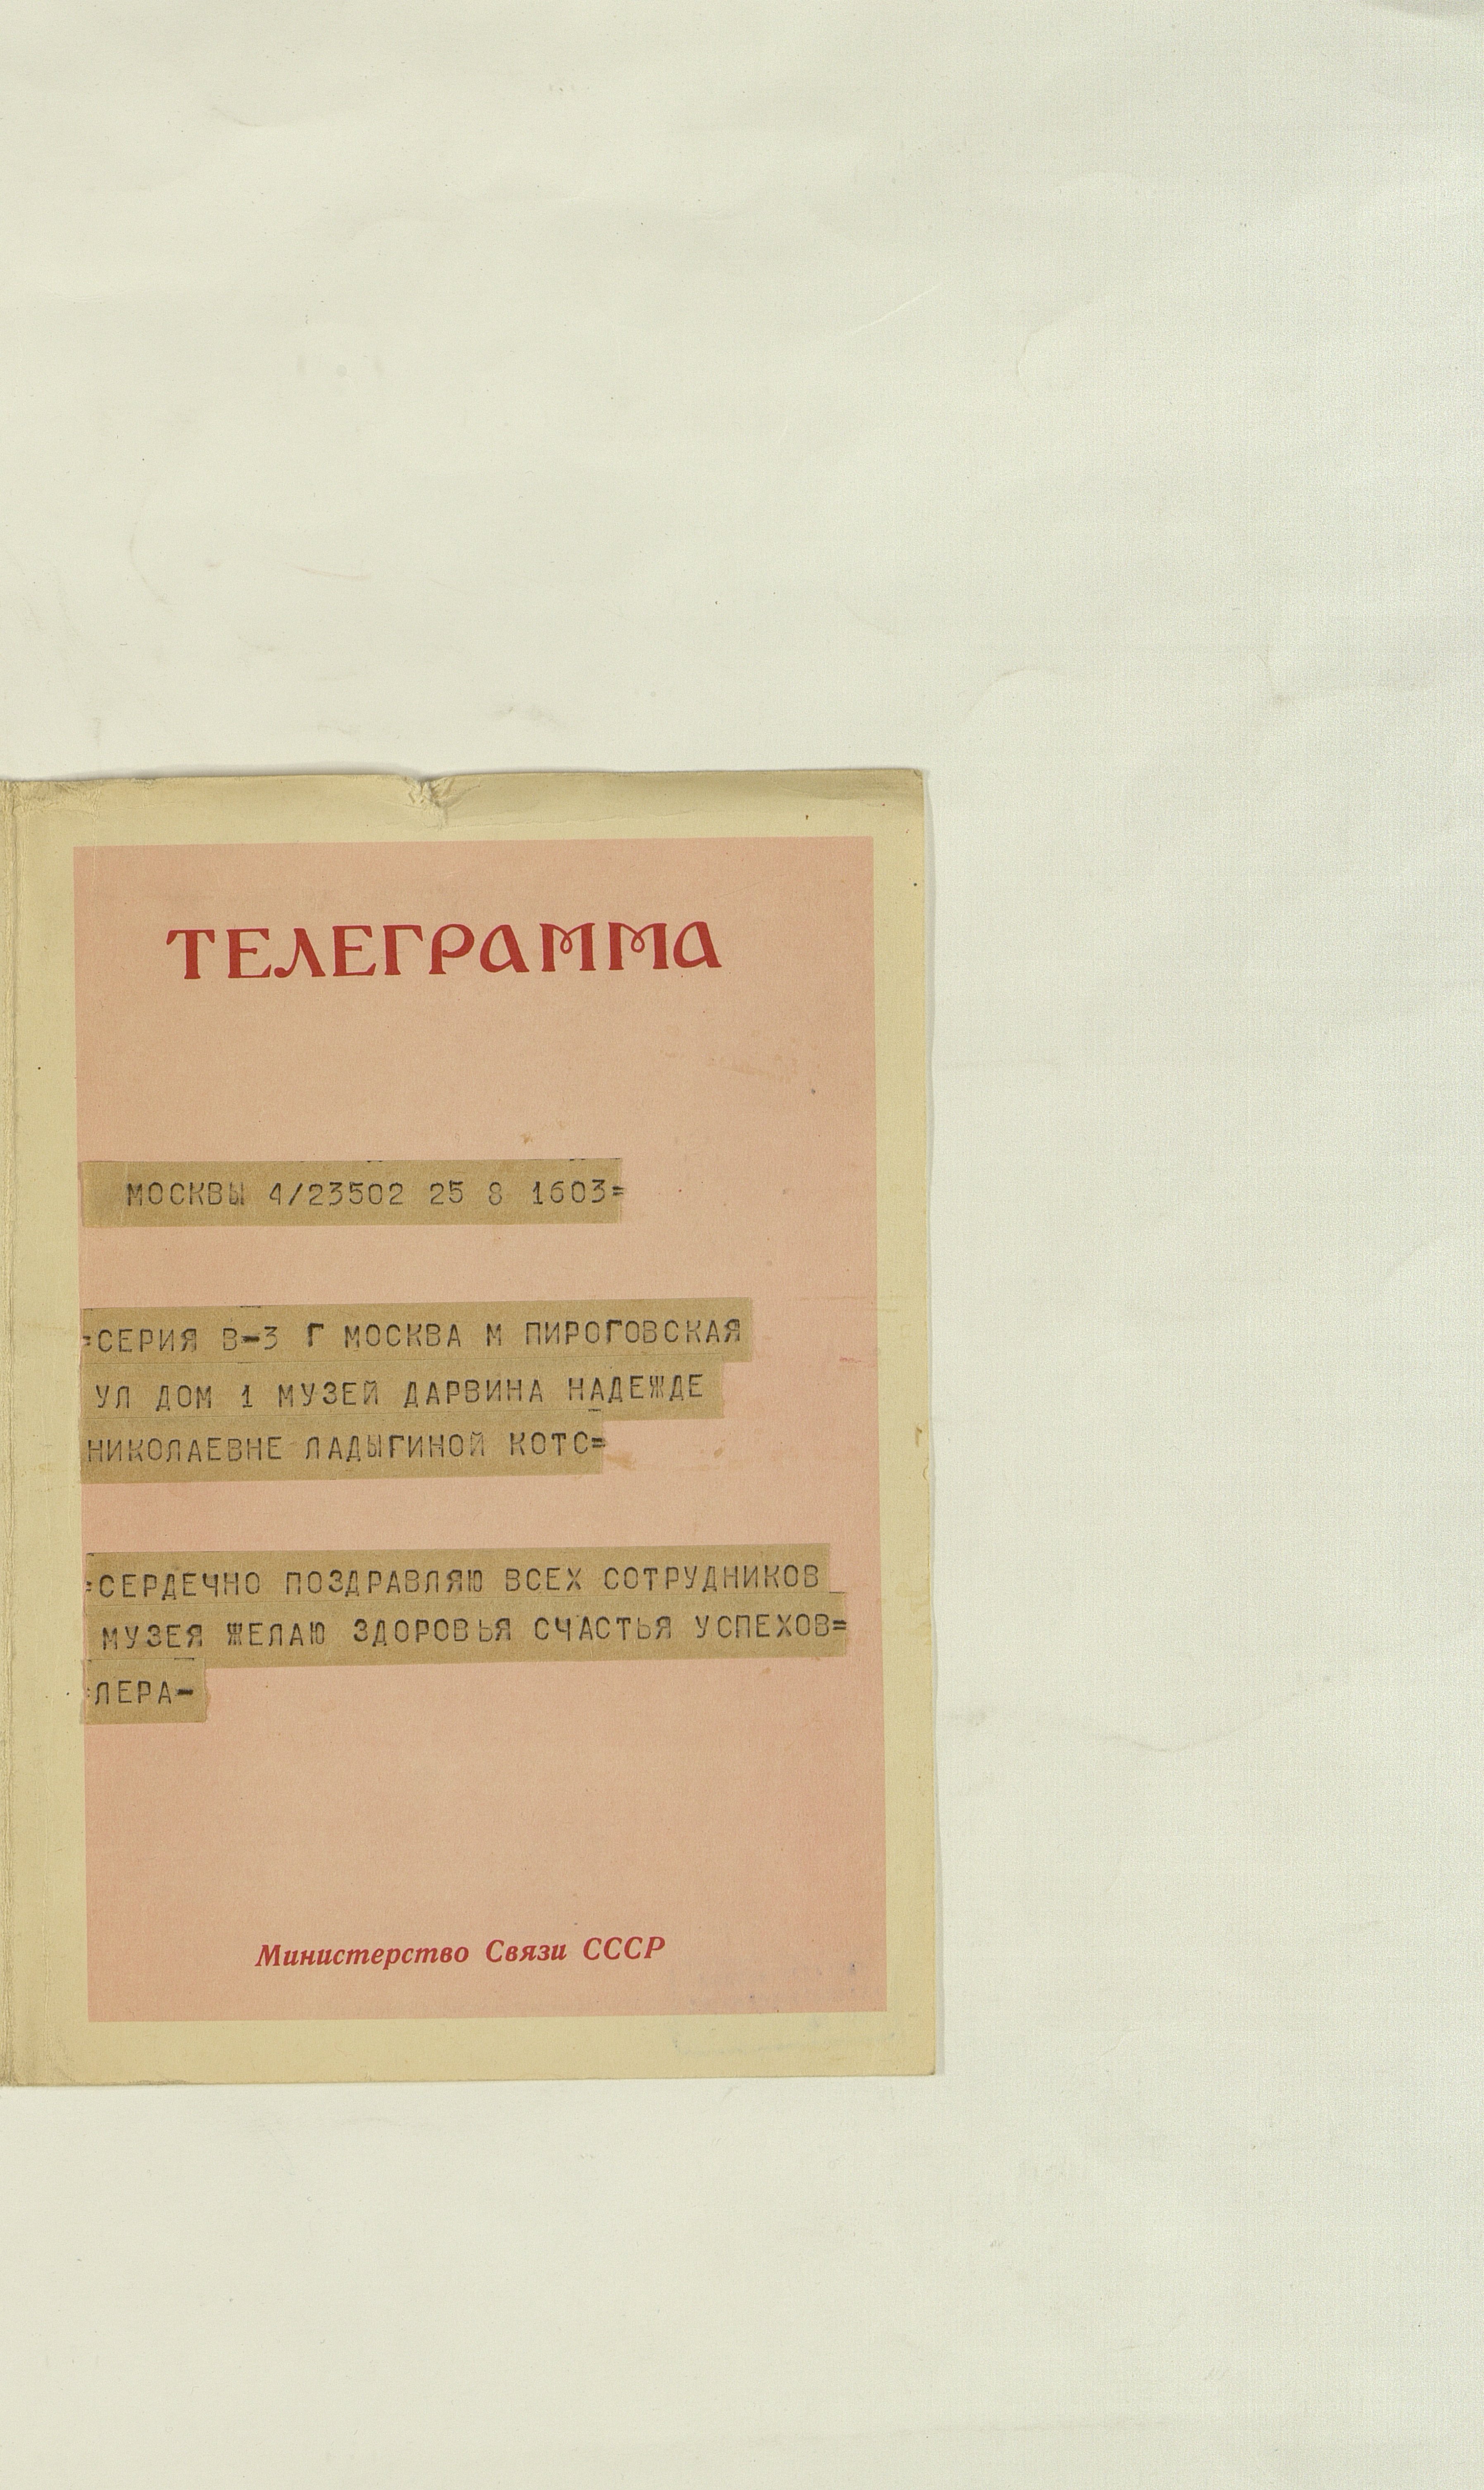 ТЕЛЕГРАММА
МОСКВЫ 4/23502 25 8 1603=
=СЕРИЯ В-3 Г МОСКВА М ПИРОГОВСКАЯ
УЛ ДОМ 1 МУЗЕЙ ДАРВИНА НАДЕЖДЕ
НИКОЛАЕВНЕ ЛАДЫГИНОЙ КОТС=
=СЕРДЕЧНО ПОЗДРАВЛЯЮ ВСЕХ СОТРУДНИКОВ
МУЗЕЯ ЖЕЛАЮ ЗДОРОВЬЯ СЧАСТЬЯ УСПЕХОВ=
=ЛЕРА-
Министерство Связи СССР